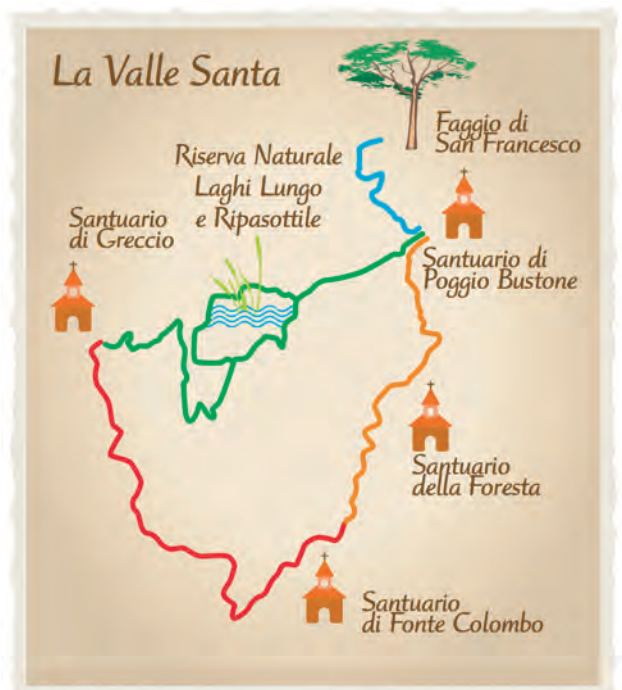 La Valle Santa
Faggio di
San Francesco
Riserva Naturale
Laghi Lungo
e Ripasottile
Santuario
di Greccio
Santuario di
Poggio Bustone
Santuario
della Foresta
Santuario
di Fonte Colombo